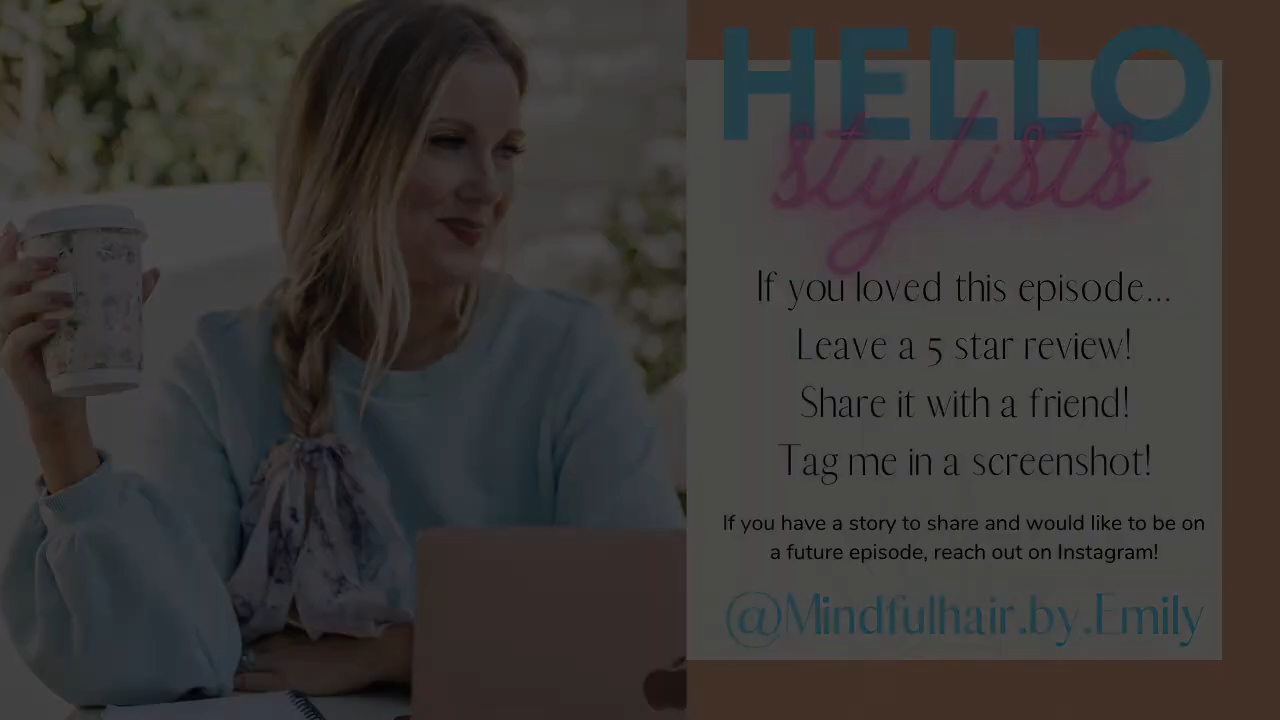 HELLO
stylists
If you loved this episode...
Leave a 5 star review!
Share it with a friend!
Tag me in a screenshot!
If you have a story to share and would like to be on
a future episode, reach out on Instagram!
@Mindfulhair.by.Emily